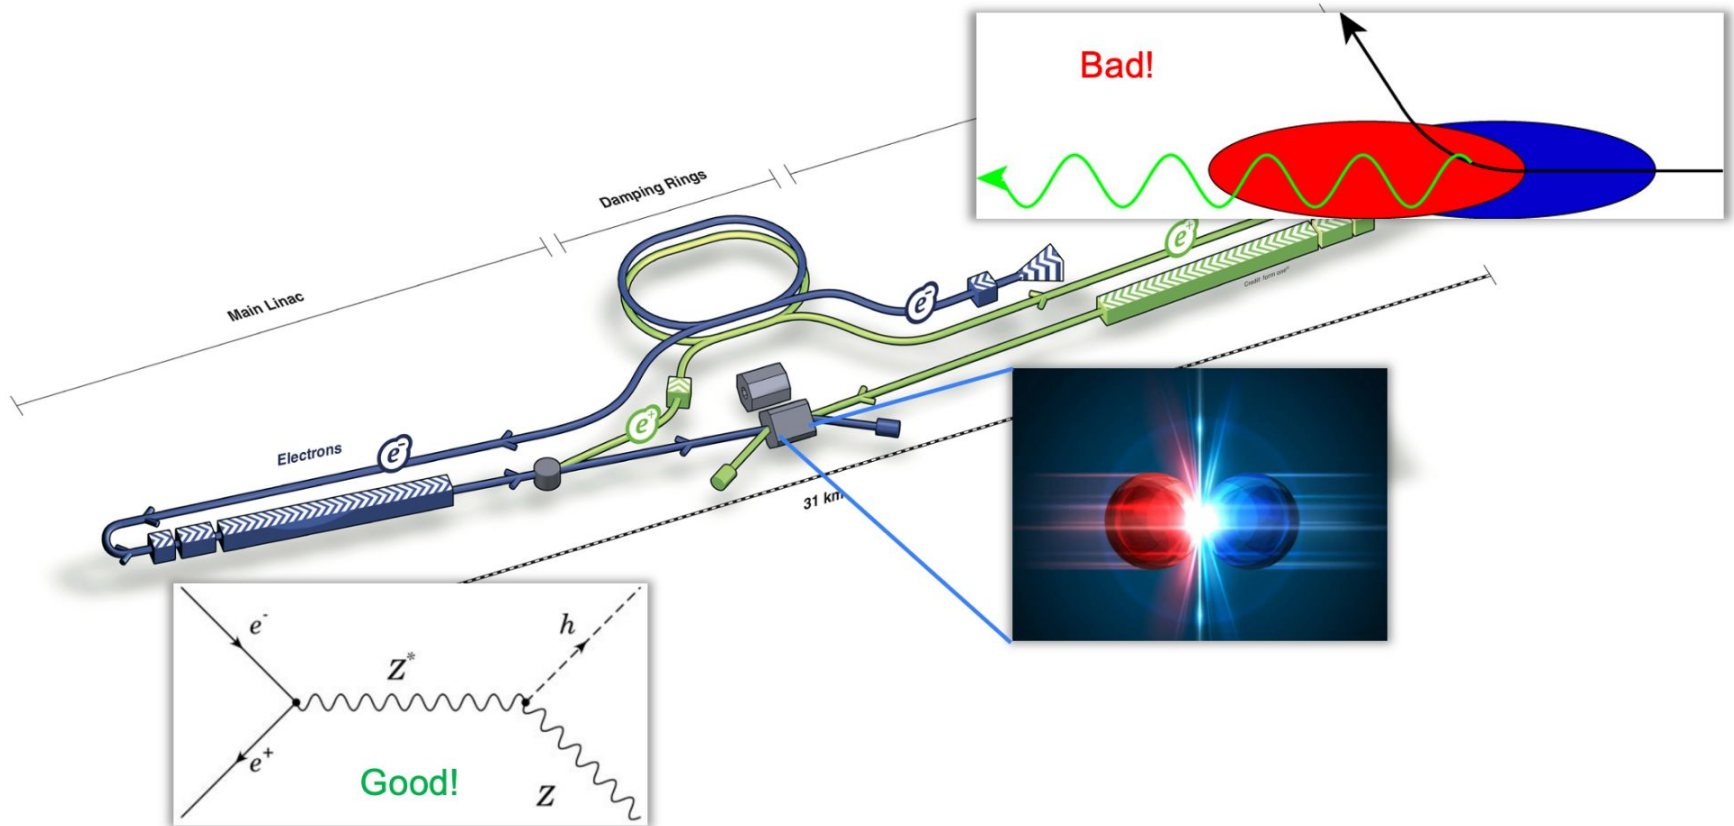 Bad!
Damping Rings
Main Linac
e+
e-
Electrons
e-
e+
31 km
e-
h
Z*
e+
Good!
Z